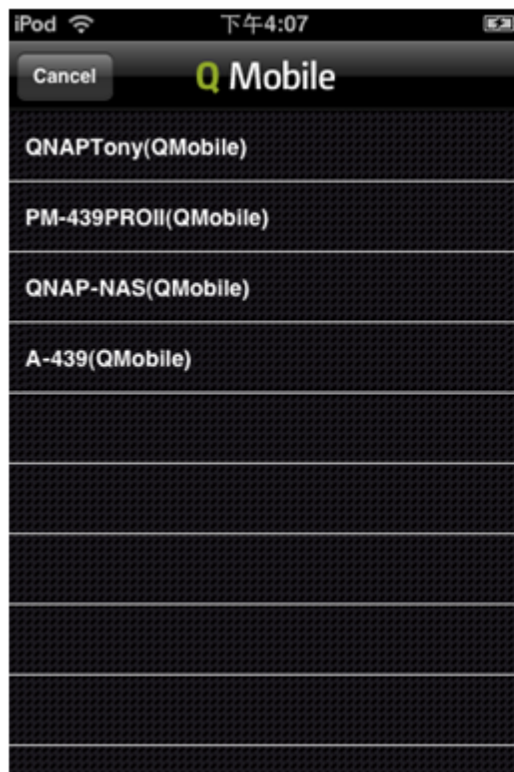 iPod 下午4:07
Cancel Q Mobile
QNAPTony(QMobile)
PM-439PROII(QMobile)
QNAP-NAS(QMobile)
A-439(QMobile)